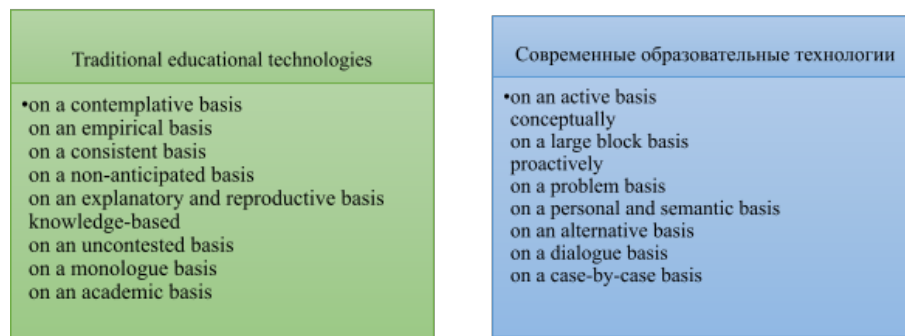 Traditional educational technologies
•on a contemplative basis
on an empirical basis
on a consistent basis
on a non-anticipated basis
on an explanatory and reproductive basis
knowledge-based
on an uncontested basis
on a monologue basis
on an academic basis
Современные образовательные технологии
•on an active basis
conceptually
on a large block basis
proactively
on a problem basis
on a personal and semantic basis
on an alternative basis
on a dialogue basis
on a case-by-case basis